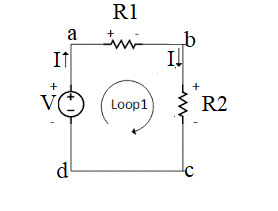 R1
a + - b
I↑ I↓
+ +
V + - Loop1 R2
- -
d c